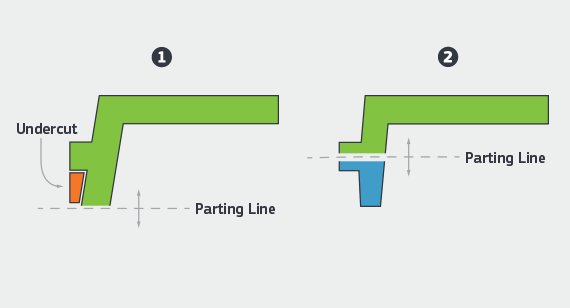 1
2
Undercut
Parting Line
Parting Line